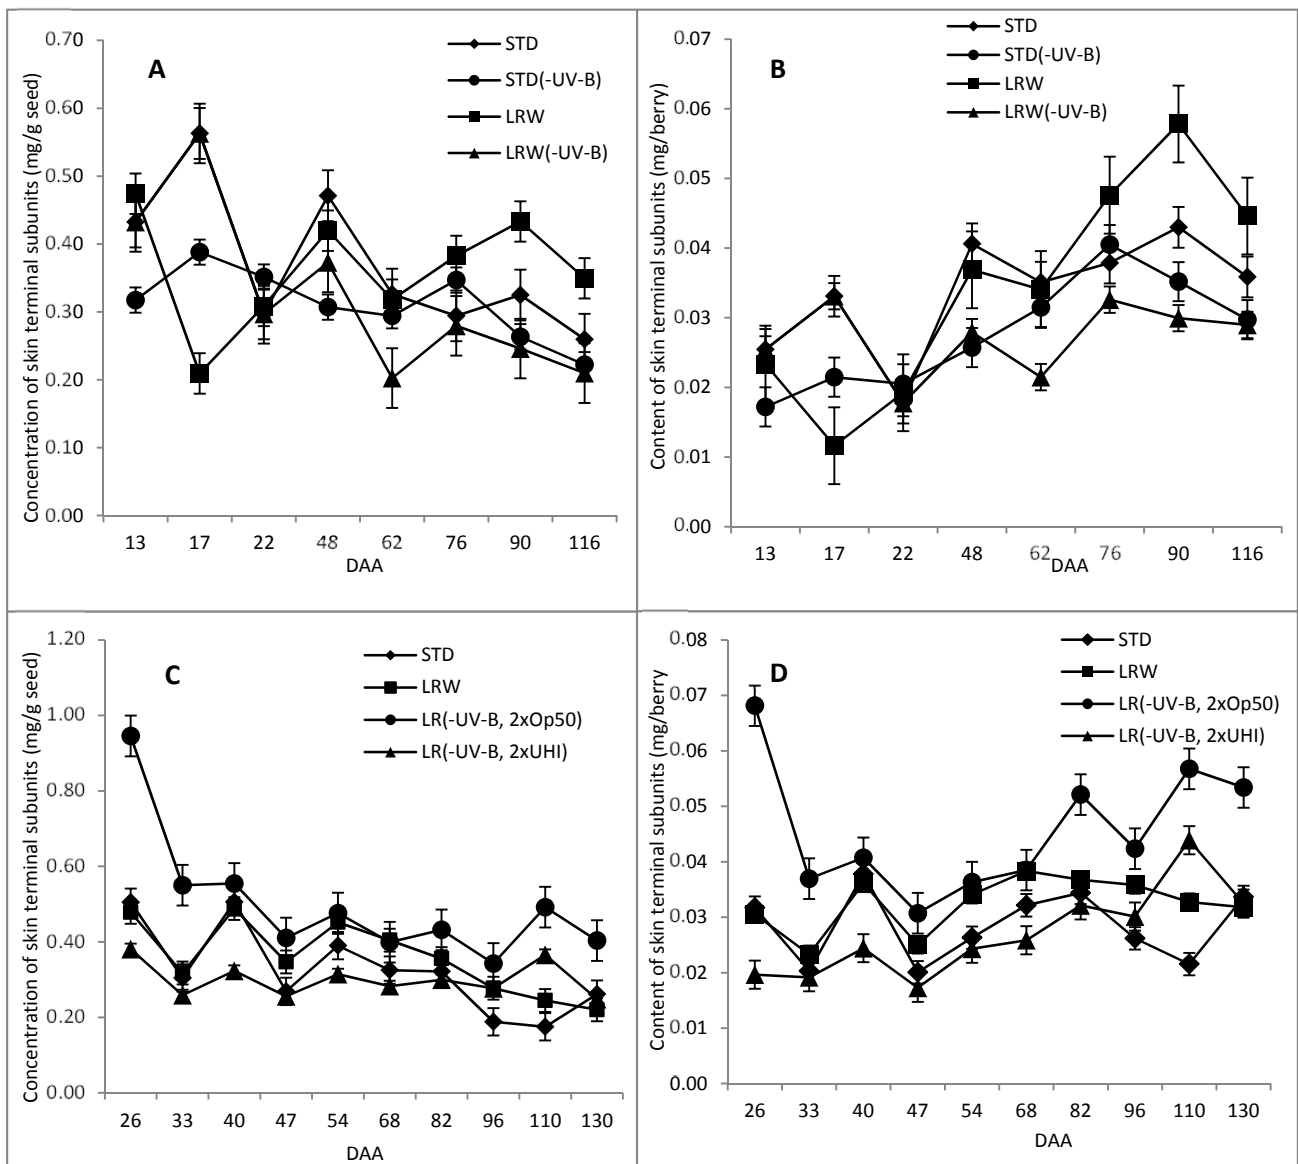 A
Concentration of skin terminal subunits (mg/g seed)
0.70
0.60
0.50
0.40
0.30
0.20
0.10
0.00
13 17 22 48 62 76 90 116
DAA
STD
STD(-UV-B)
LRW
LRW(-UV-B)
B
Content of skin terminal subunits (mg/berry)
0.07
0.06
0.05
0.04
0.03
0.02
0.01
0.00
13 17 22 48 62 76 90 116
DAA
STD
STD(-UV-B)
LRW
LRW(-UV-B)
C
Concentration of skin terminal subunits (mg/g seed)
1.20
1.00
0.80
0.60
0.40
0.20
0.00
26 33 40 47 54 68 82 96 110 130
DAA
STD
LRW
LR(-UV-B, 2xOp50)
LR(-UV-B, 2xUHI)
D
Content of skin terminal subunits (mg/berry
0.08
0.07
0.06
0.05
0.04
0.03
0.02
0.01
0.00
26 33 40 47 54 68 82 96 110 130
DAA
STD
LRW
LR(-UV-B, 2xOp50)
LR(-UV-B, 2xUHI)